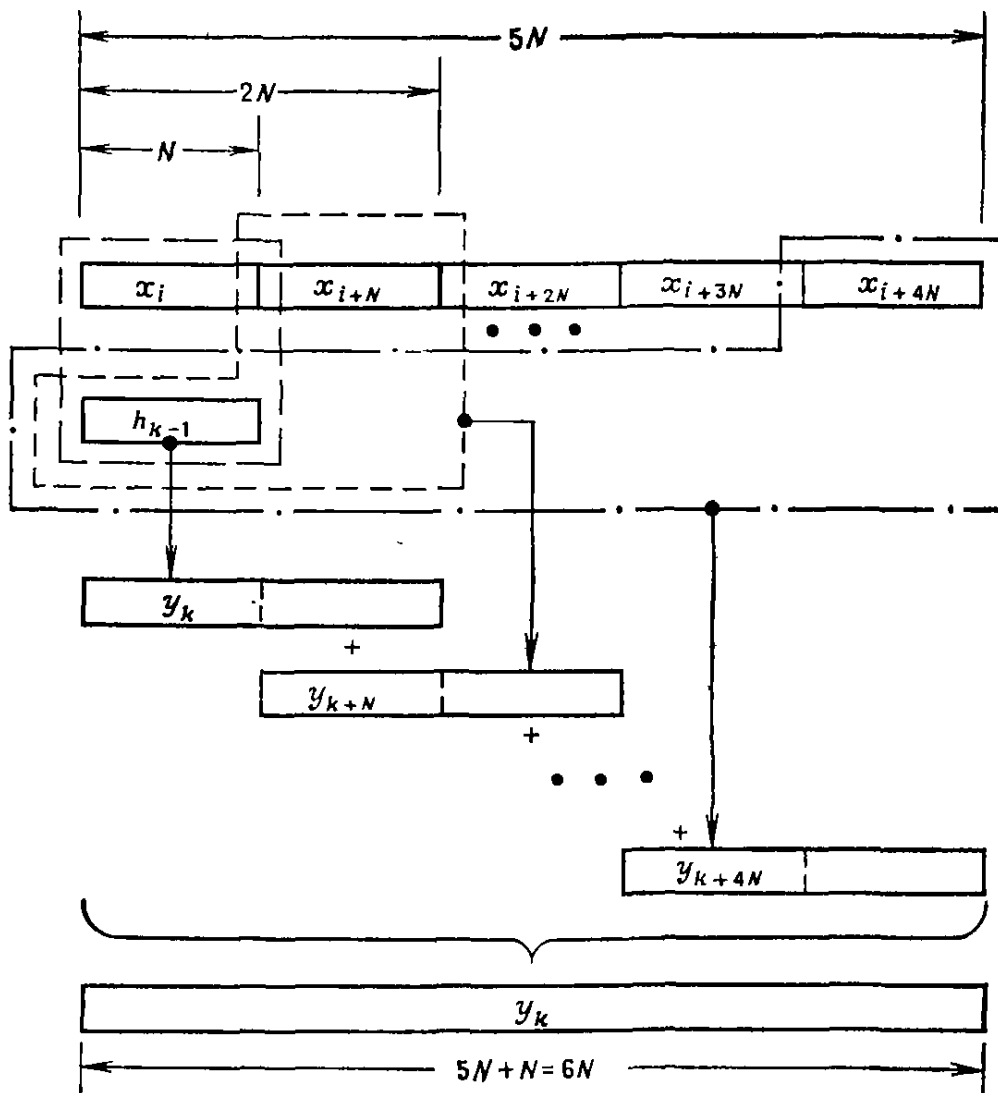 5N
2N
N
x_i x_{i+N} x_{i+2N} x_{i+3N} x_{i+4N}
• • •
h_{k-1}
y_k
+
y_{k+N}
+
• • •
+
y_{k+4N}
y_k
5N+N=6N